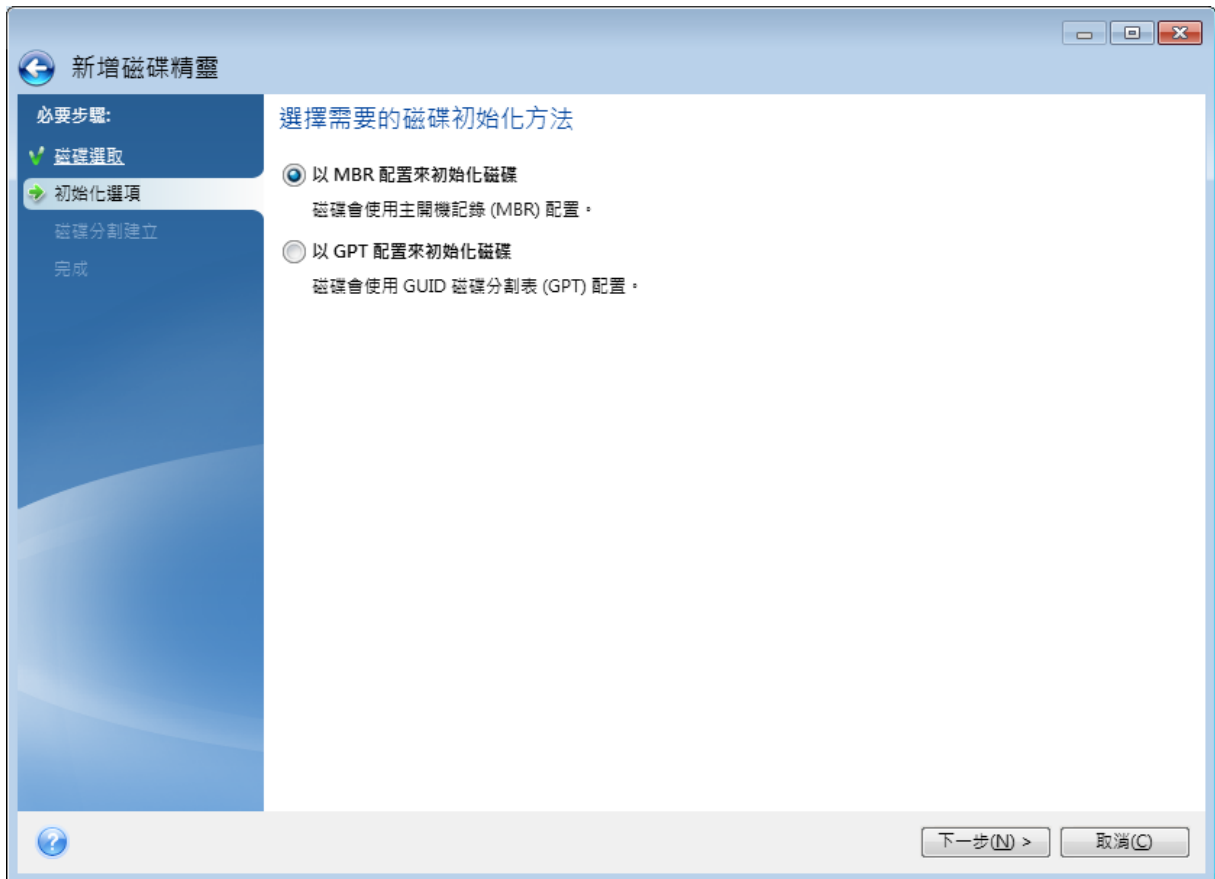 新增磁碟精靈
必要步驟:
磁碟選取
初始化選項
磁碟分割建立
完成
選擇需要的磁碟初始化方法
以 MBR 配置來初始化磁碟
磁碟會使用主開機記錄 (MBR) 配置。
以 GPT 配置來初始化磁碟
磁碟會使用 GUID 磁碟分割表 (GPT) 配置。
下一步(N) >
取消(C)